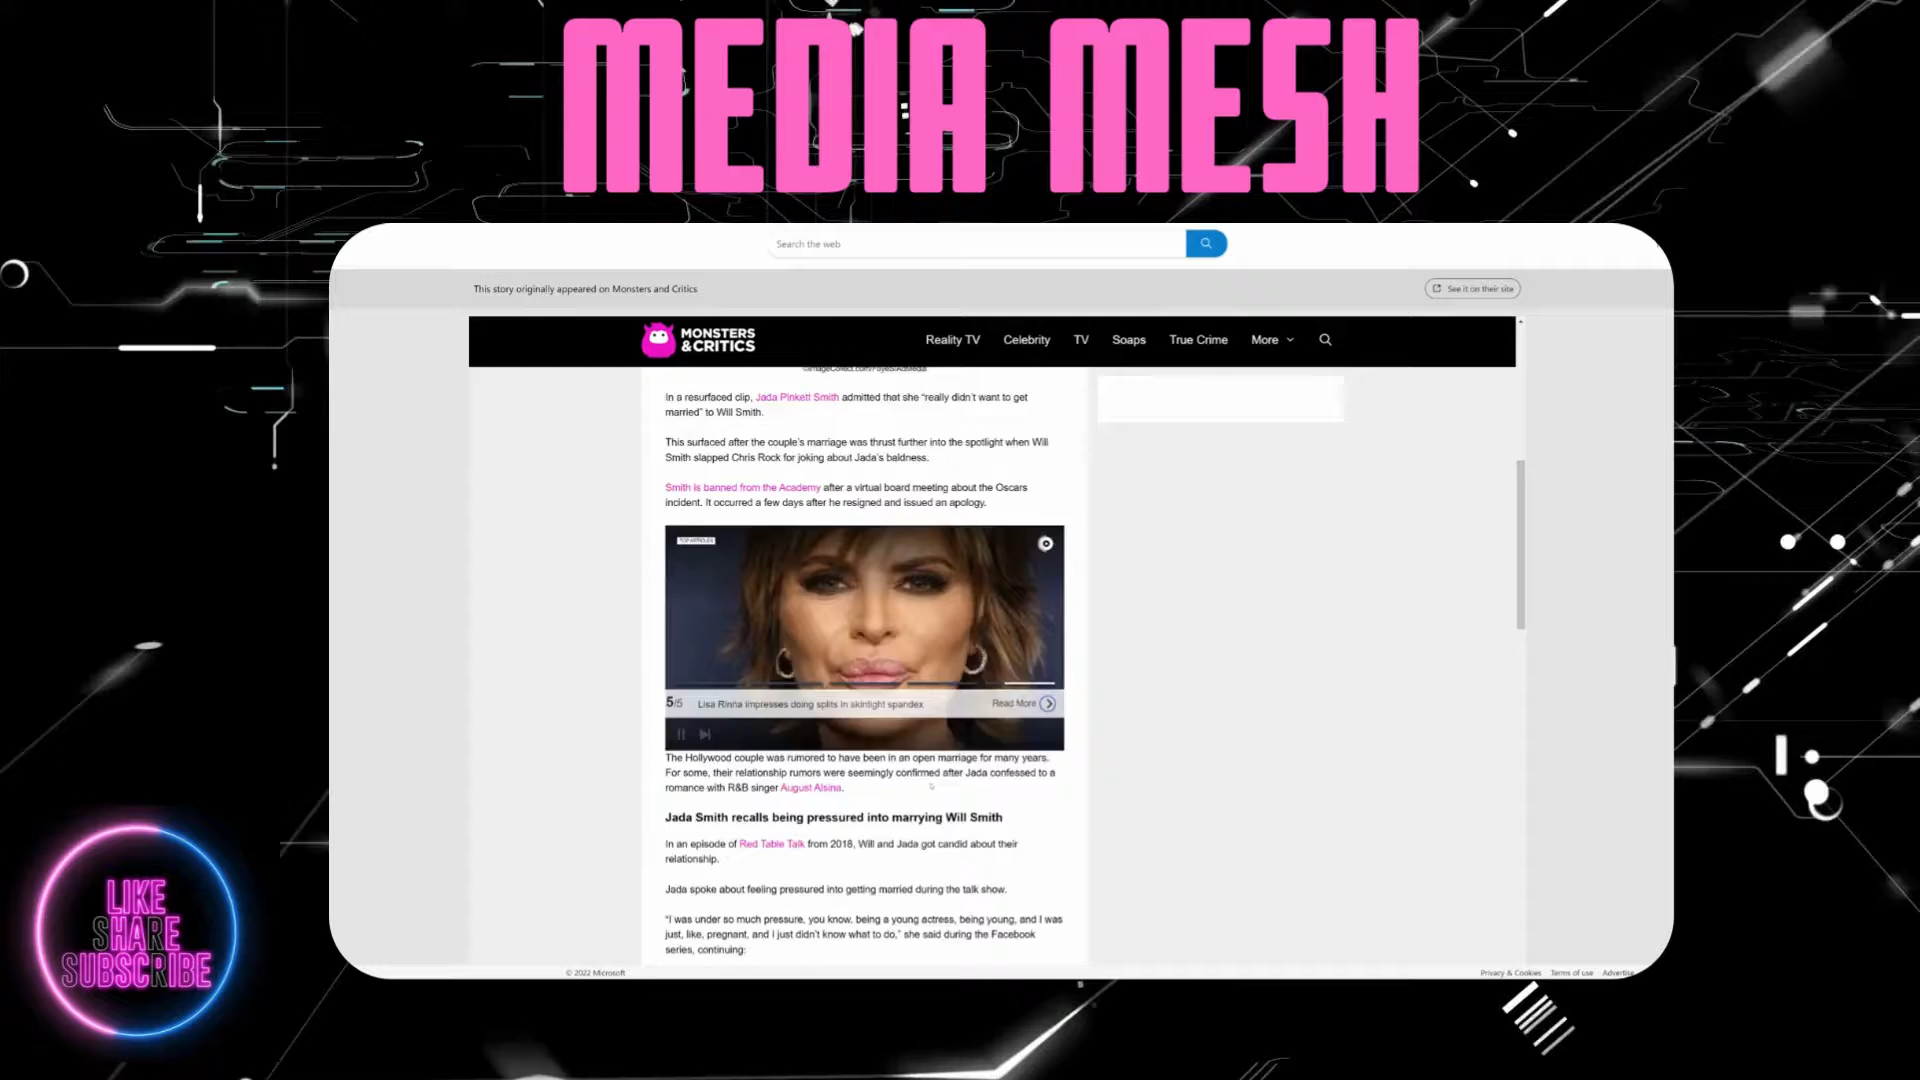 MEDIA MESH
Search the web
This story originally appeared on Monsters and Critics
See it on their site
MONSTERS
&CRITICS
Reality TV
Celebrity
TV
Soaps
True Crime
More
In a resurfaced clip, Jada Pinkett Smith admitted that she “really didn’t want to get
married” to Will Smith.
This surfaced after the couple’s marriage was thrust further into the spotlight when Will
Smith slapped Chris Rock for joking about Jada’s baldness.
Smith is banned from the Academy after a virtual board meeting about the Oscars
incident. It occurred a few days after he resigned and issued an apology.
TOP ARTICLES
5/5 Lisa Rinna impresses doing splits in skintight spandex
Read More
The Hollywood couple was rumored to have been in an open marriage for many years.
For some, their relationship rumors were seemingly confirmed after Jada confessed to a
romance with R&B singer August Alsina.
Jada Smith recalls being pressured into marrying Will Smith
In an episode of Red Table Talk from 2018, Will and Jada got candid about their
relationship.
Jada spoke about feeling pressured into getting married during the talk show.
“I was under so much pressure, you know, being a young actress, being young, and I was
just, like, pregnant, and I just didn’t know what to do,” she said during the Facebook
series, continuing:
© 2022 Microsoft
Privacy & Cookies
Terms of use
Advertise
LIKE
SHARE
SUBSCRIBE